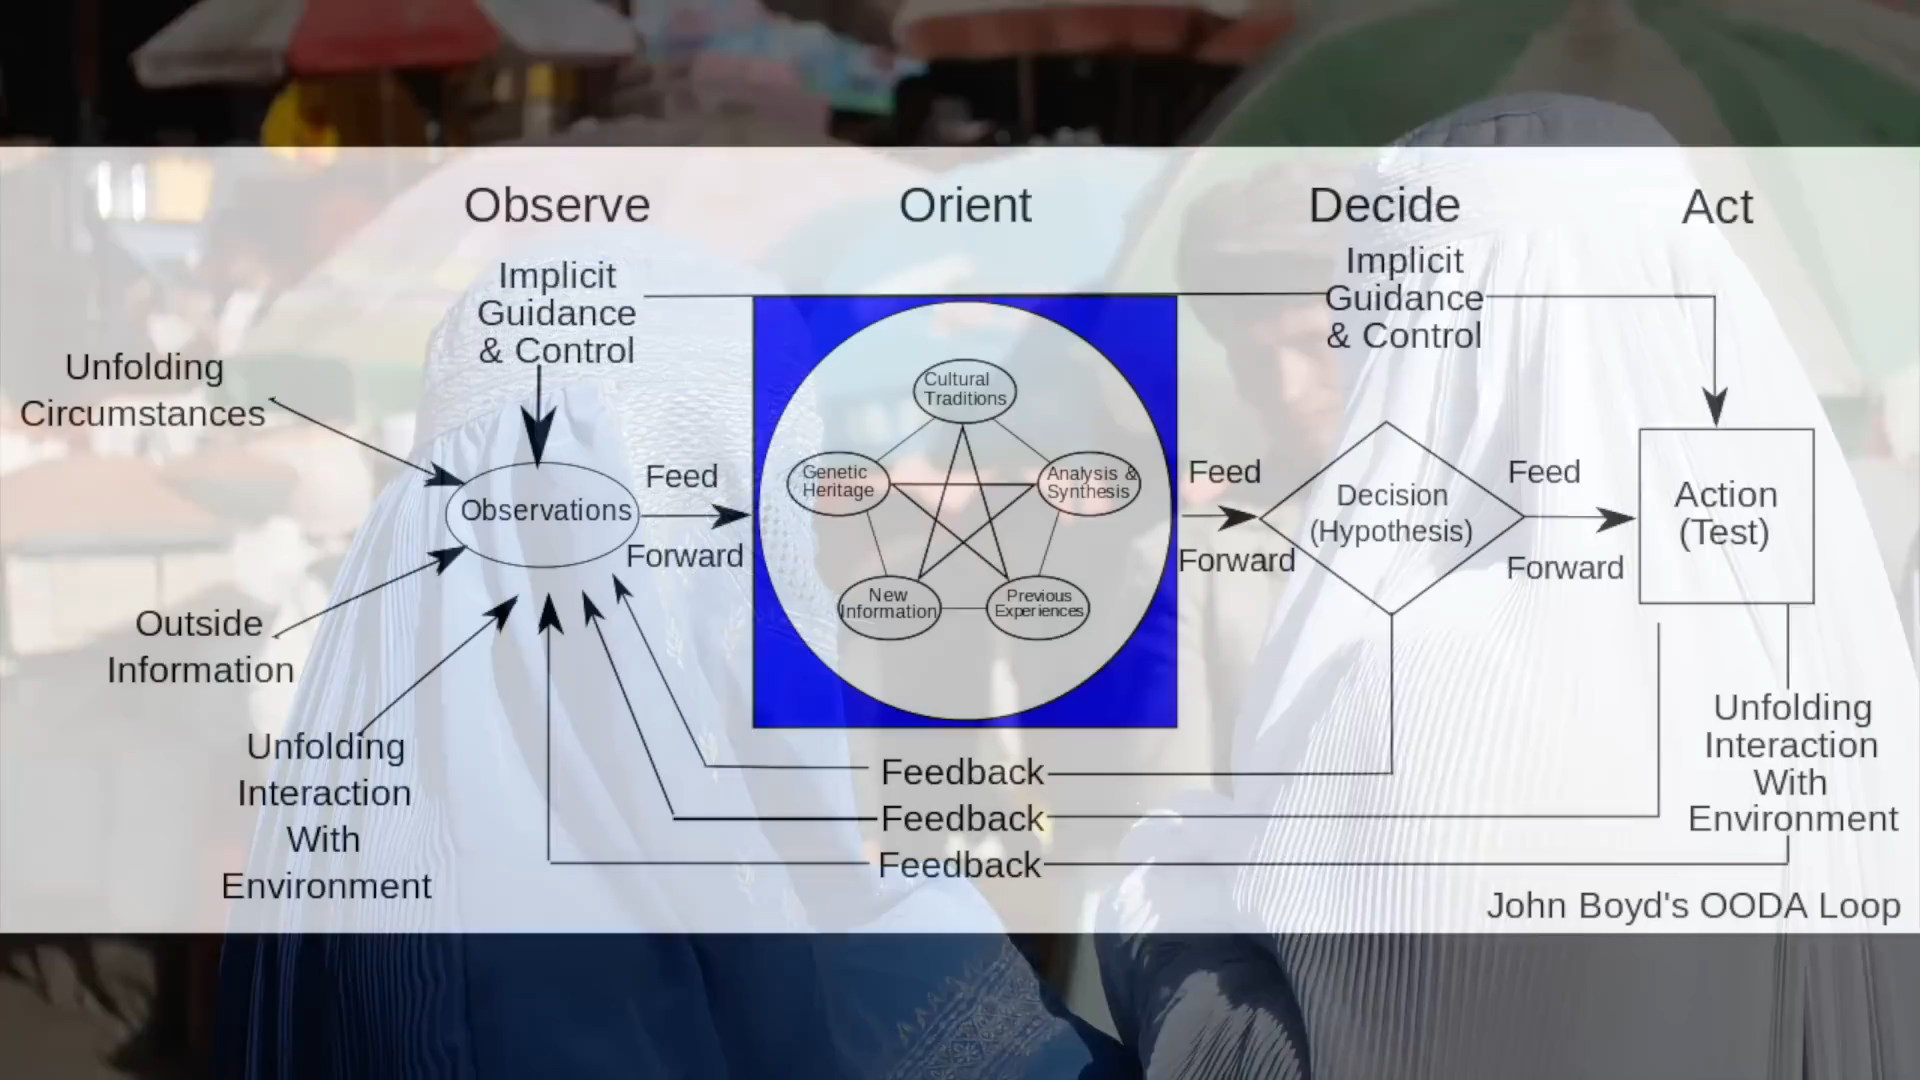 Observe
Orient
Decide
Act
Implicit
Guidance
& Control
Implicit
Guidance
& Control
Unfolding
Circumstances
Observations
Outside
Information
Unfolding
Interaction
With
Environment
Feed
Forward
Cultural
Traditions
Genetic
Heritage
Analysis &
Synthesis
New
Information
Previous
Experiences
Feed
Forward
Decision
(Hypothesis)
Feed
Forward
Action
(Test)
Unfolding
Interaction
With
Environment
Feedback
Feedback
Feedback
John Boyd's OODA Loop